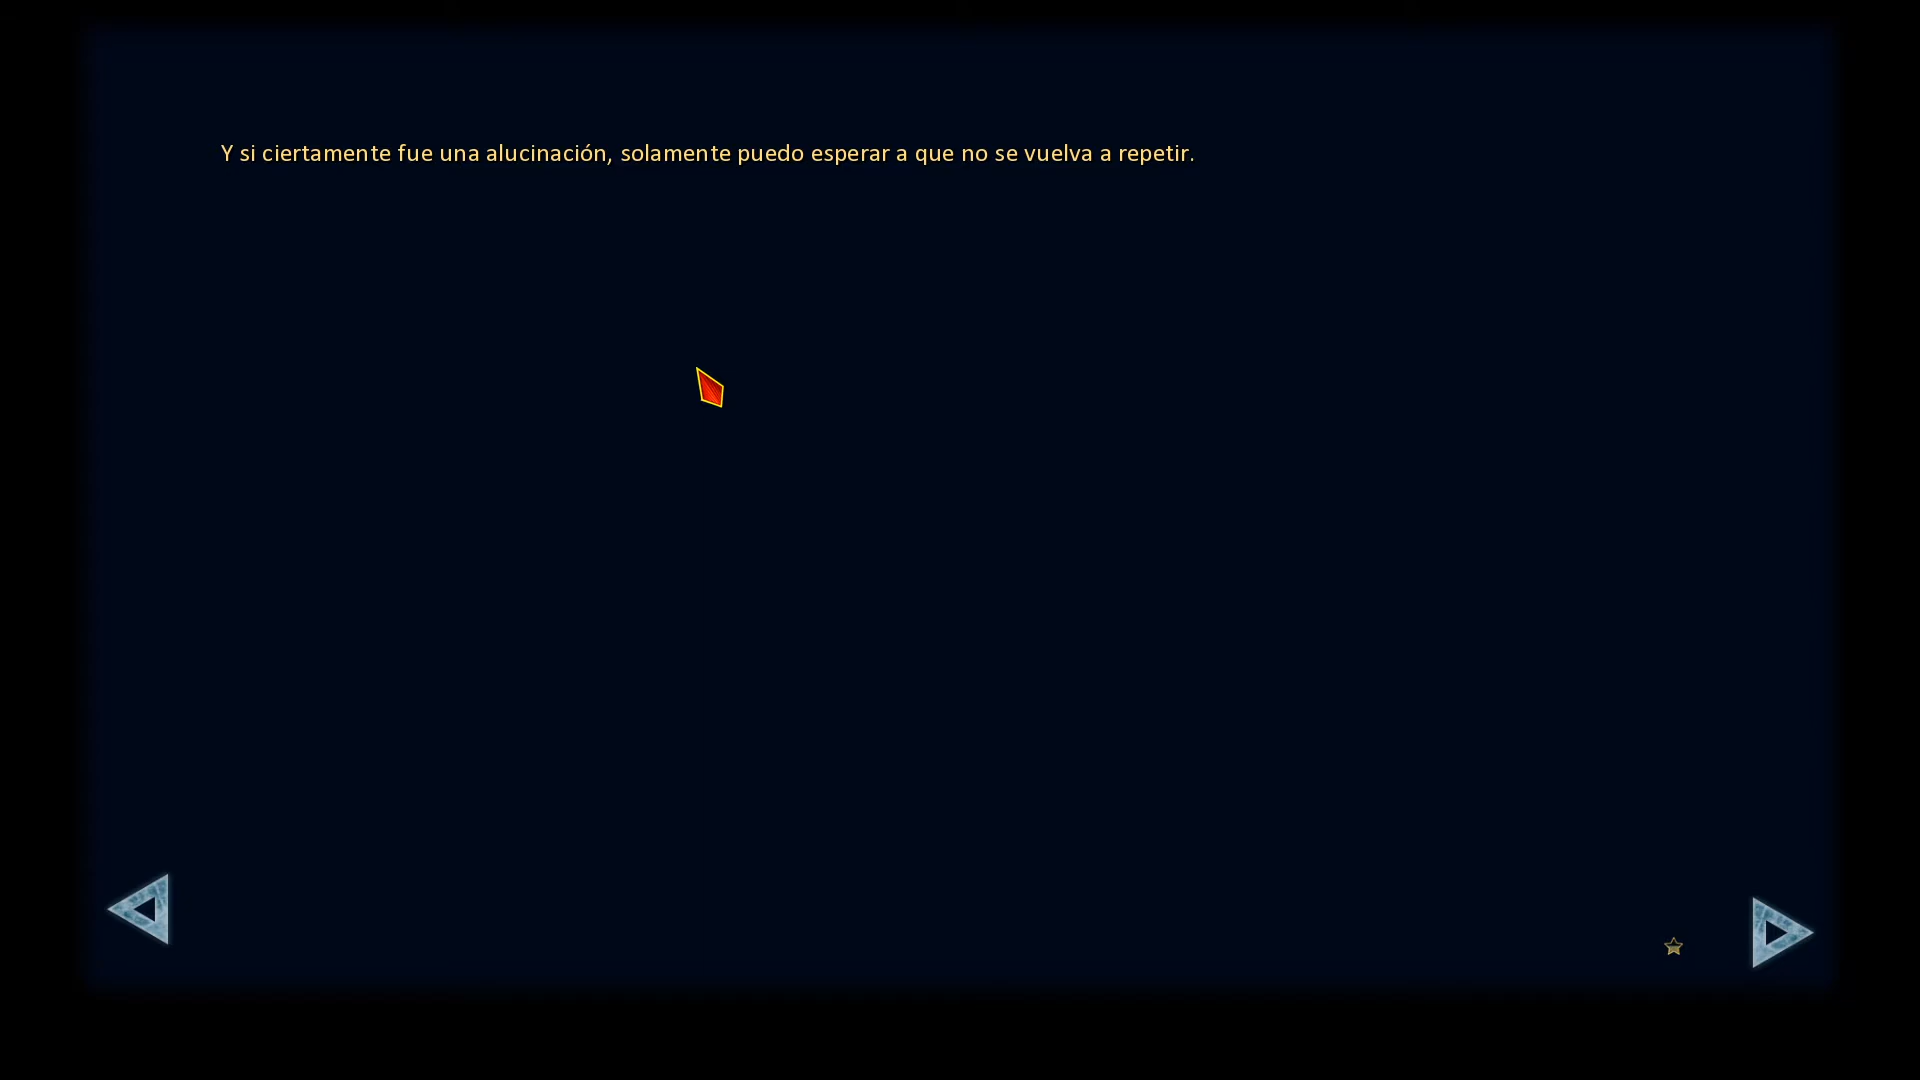 Y si ciertamente fue una alucinación, solamente puedo esperar a que no se vuelva a repetir.